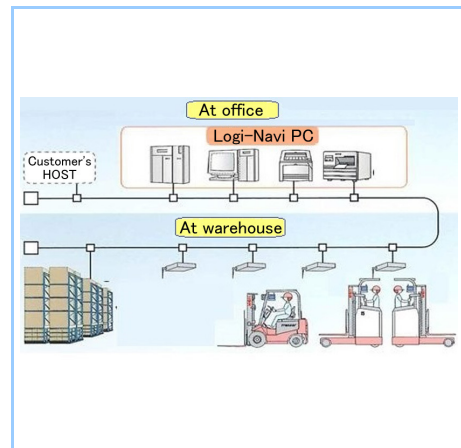 At office
Logi-Navi PC
Customer's
HOST
At warehouse